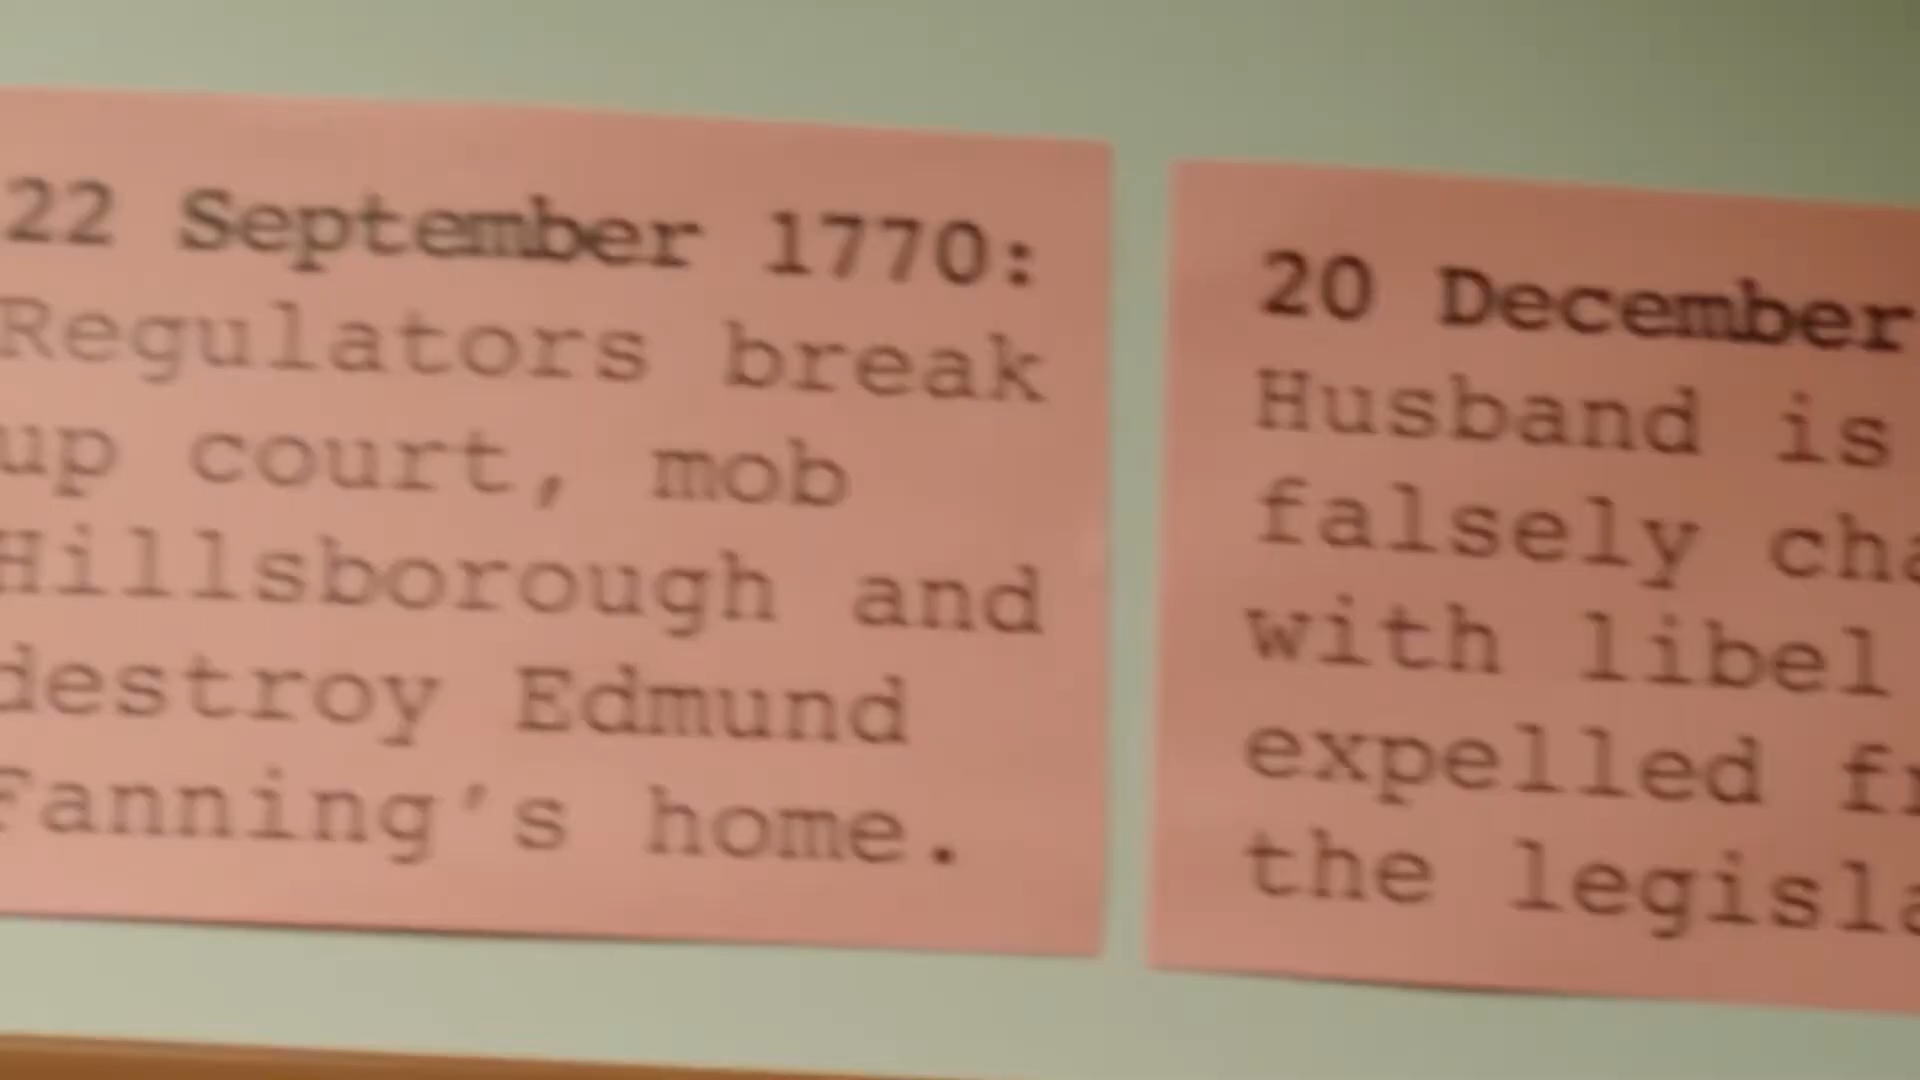 22 September 1770:
Regulators break
up court, mob
Hillsborough and
destroy Edmund
Fanning's home.
20 December
Husband is
falsely
with libel
expelled
the